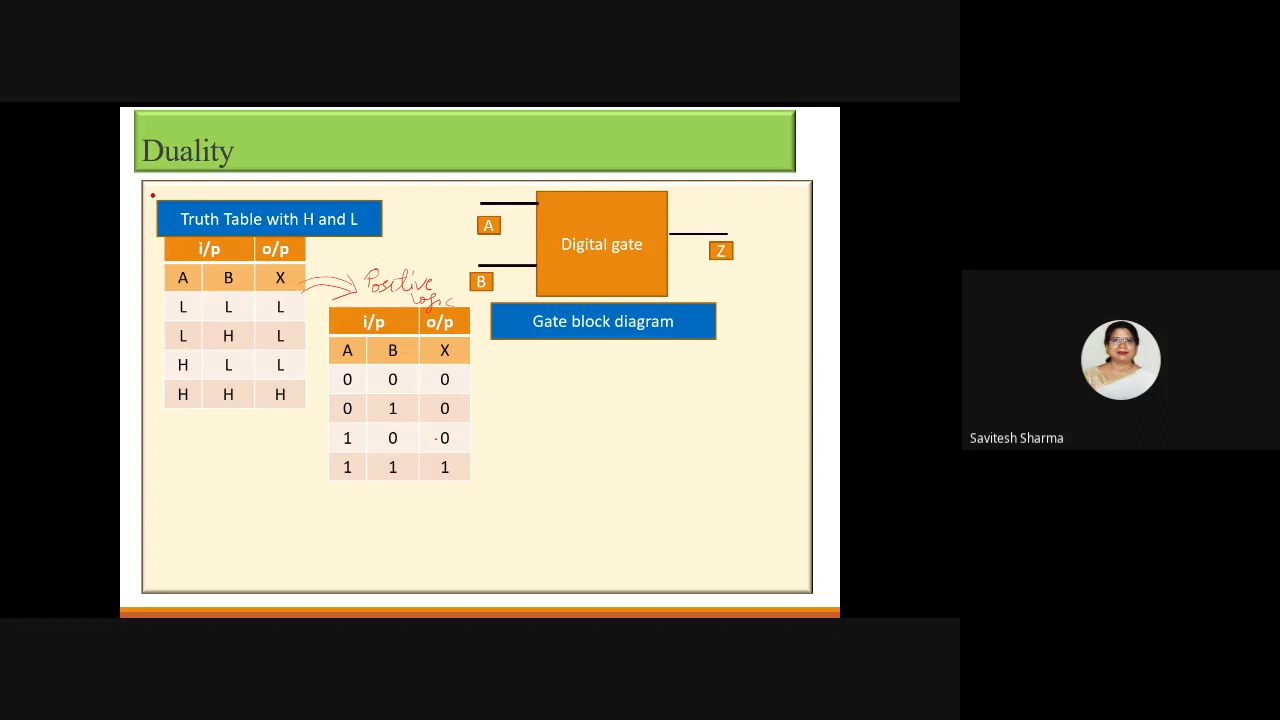 Duality
Truth Table with H and L
i/p o/p
A B X
L L L
L H L
H L L
H H H
Positive
logic
i/p o/p
A B X
0 0 0
0 1 0
1 0 0
1 1 1
A
B
Digital gate
Z
Gate block diagram
Savitesh Sharma